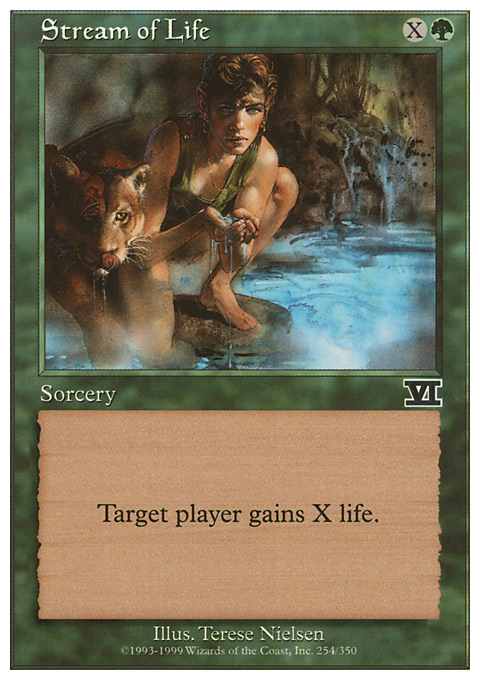 Stream of Life X
Sorcery VI
Target player gains X life.
Illus. Terese Nielsen
©1993-1999 Wizards of the Coast, Inc. 254/350